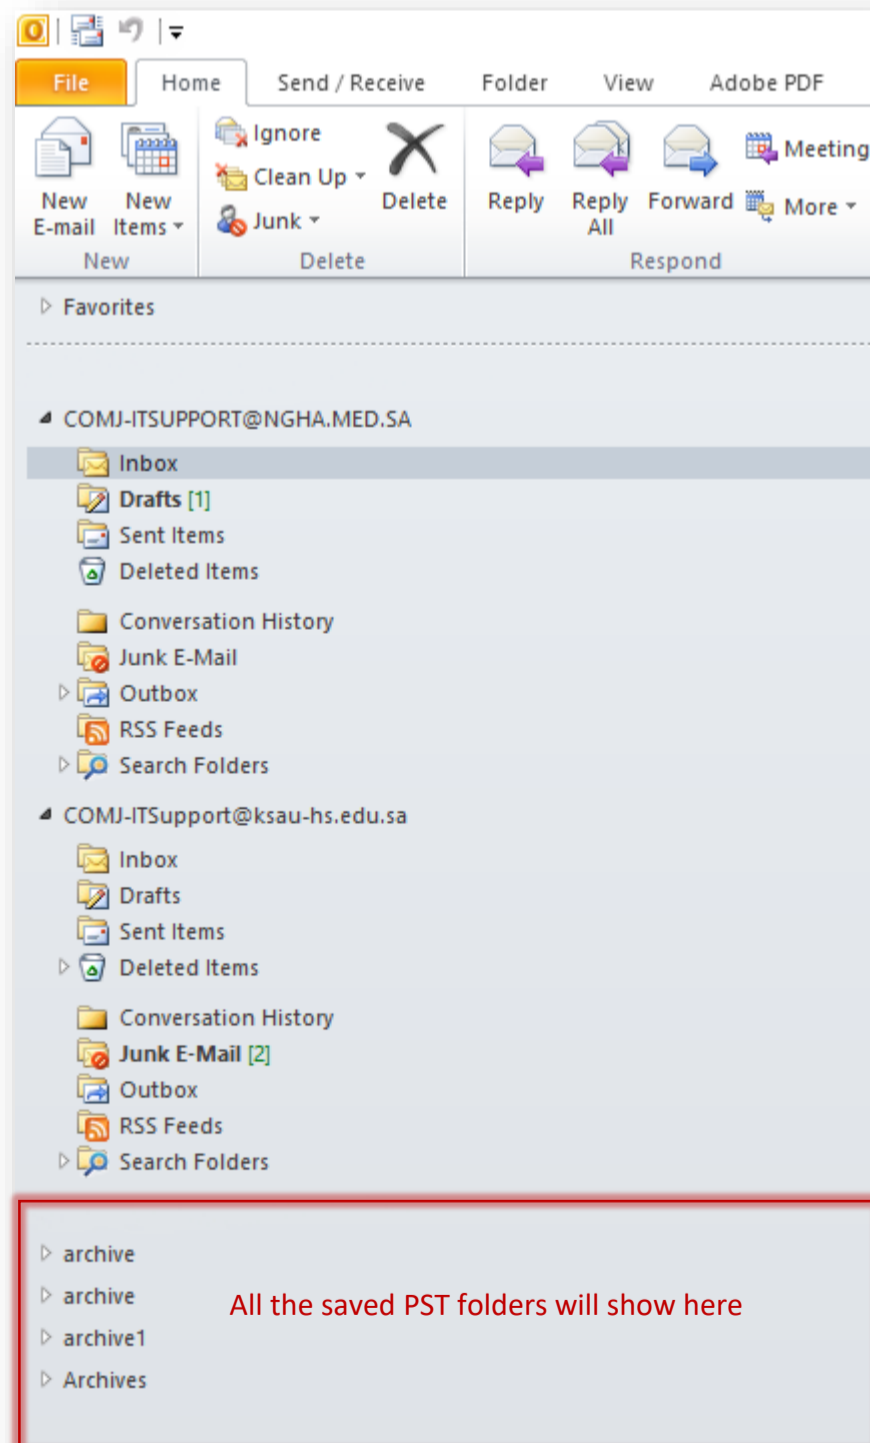 File Home Send / Receive Folder View Adobe PDF
New E-mail
New Items
Ignore
Clean Up
Junk
Delete
Reply
Reply All
Forward
Meeting
More
New Delete Respond
Favorites
COMJ-ITSUPPORT@NGHA.MED.SA
Inbox
Drafts [1]
Sent Items
Deleted Items
Conversation History
Junk E-Mail
Outbox
RSS Feeds
Search Folders
COMJ-ITSupport@ksau-hs.edu.sa
Inbox
Drafts
Sent Items
Deleted Items
Conversation History
Junk E-Mail [2]
Outbox
RSS Feeds
Search Folders
archive
archive
All the saved PST folders will show here
archive1
Archives